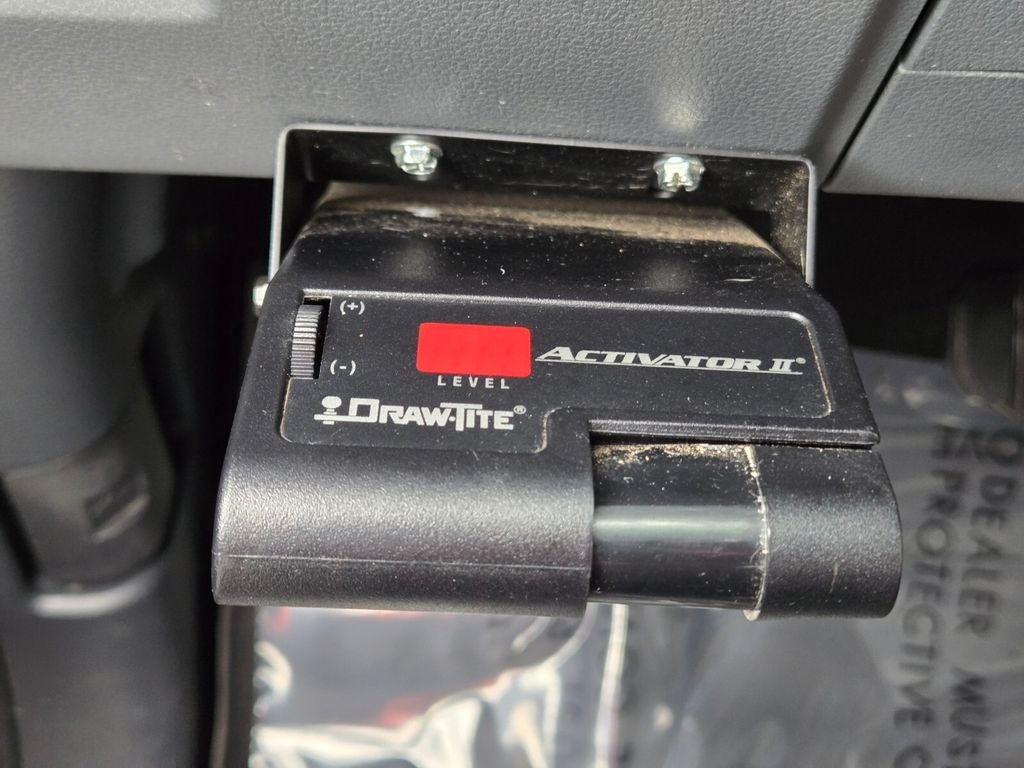 (+)
ACTIVATOR II®
(-)
LEVEL
DRAW-TITE®
DEALER MUS
PROTECTIVE C